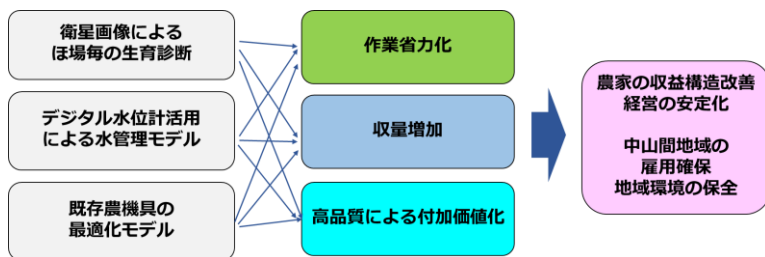 衛星画像による
ほ場毎の生育診断
デジタル水位計活用
による水管理モデル
既存農機具の
最適化モデル
作業省力化
収量増加
高品質による付加価値化
農家の収益構造改善
経営の安定化
中山間地域の
雇用確保
地域環境の保全